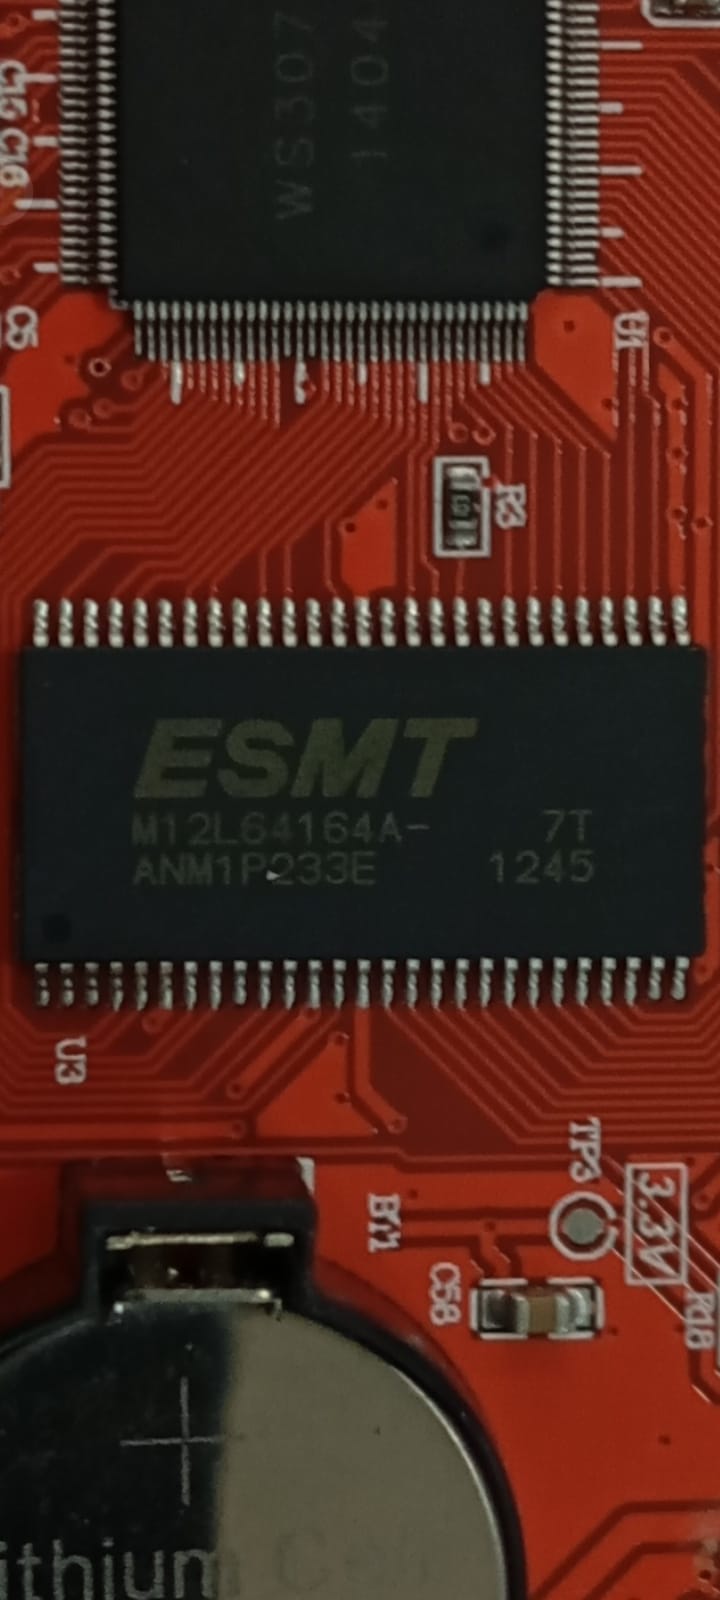 WS307
1404
C15 C16
C5
U1
R3
ESMT
M12L64164A- 7T
ANM1P233E 1245
U3
TP3
3.3V
BT1
C58
R18
ithium Cell